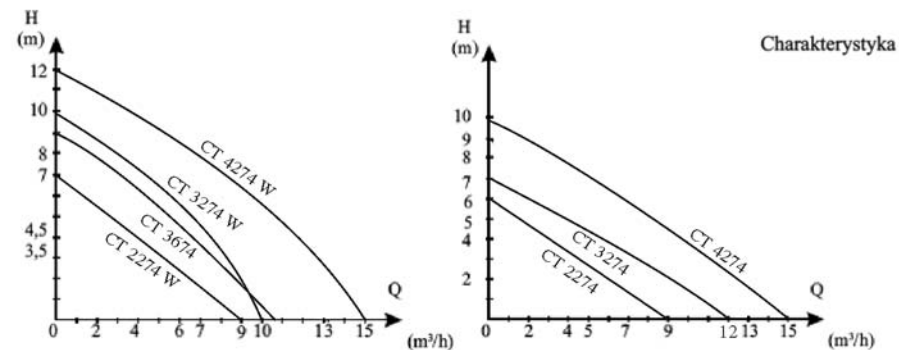 Charakterystyka
H
(m)
12
10
8
7
4,5
3,5
CT 4274 W
CT 3274 W
CT 3674
CT 2274 W
Q
0 2 4 6 7 9 10 13 15
(m³/h)
H
(m)
10
9
8
7
6
5
4
2
CT 4274
CT 3274
CT 2274
Q
0 2 4 5 7 9 12 13 15
(m³/h)